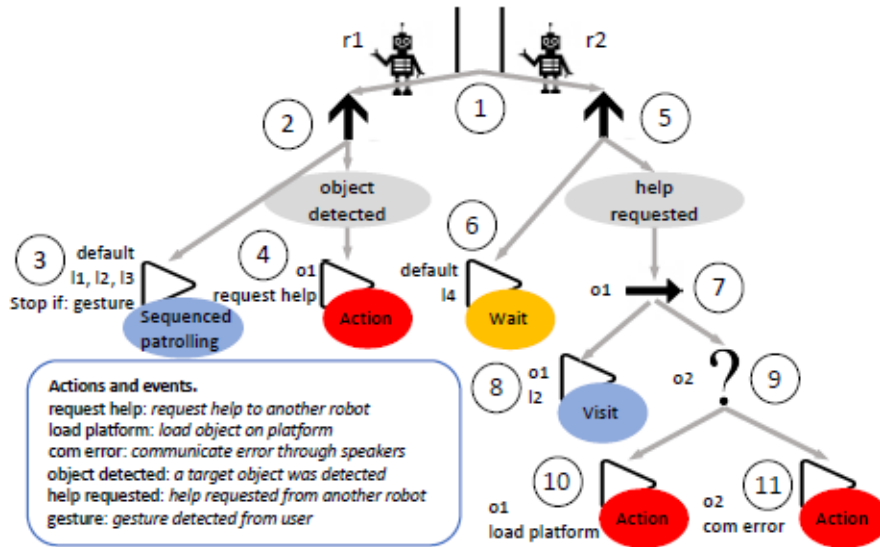 r1
r2
1
2
5
object
detected
help
requested
3
default
l1, l2, l3
Stop if: gesture
Sequenced
patrolling
4
o1
request help
Action
6
default
l4
Wait
o1
7
8
o1
l2
Visit
o2
?
9
10
o1
load platform
Action
11
o2
com error
Action
Actions and events.
request help: request help to another robot
load platform: load object on platform
com error: communicate error through speakers
object detected: a target object was detected
help requested: help requested from another robot
gesture: gesture detected from user